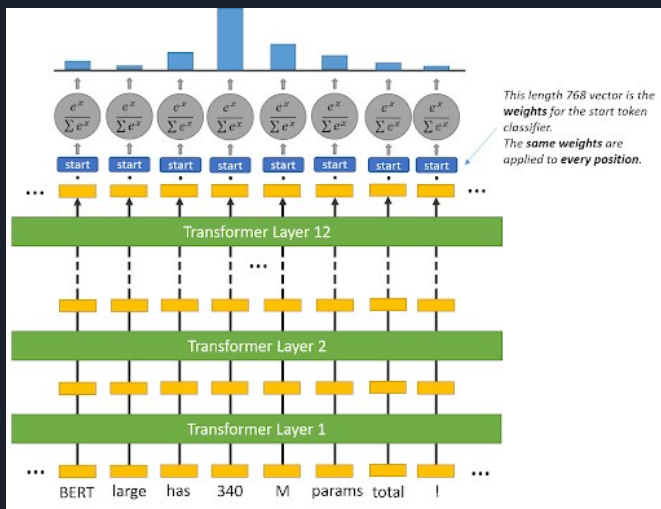 e^x e^x e^x e^x e^x e^x e^x e^x
∑ e^x ∑ e^x ∑ e^x ∑ e^x ∑ e^x ∑ e^x ∑ e^x ∑ e^x
start start start start start start start start
... ...
This length 768 vector is the
weights for the start token
classifier.
The same weights are
applied to every position.
Transformer Layer 12
...
Transformer Layer 2
Transformer Layer 1
... ...
BERT large has 340 M params total !